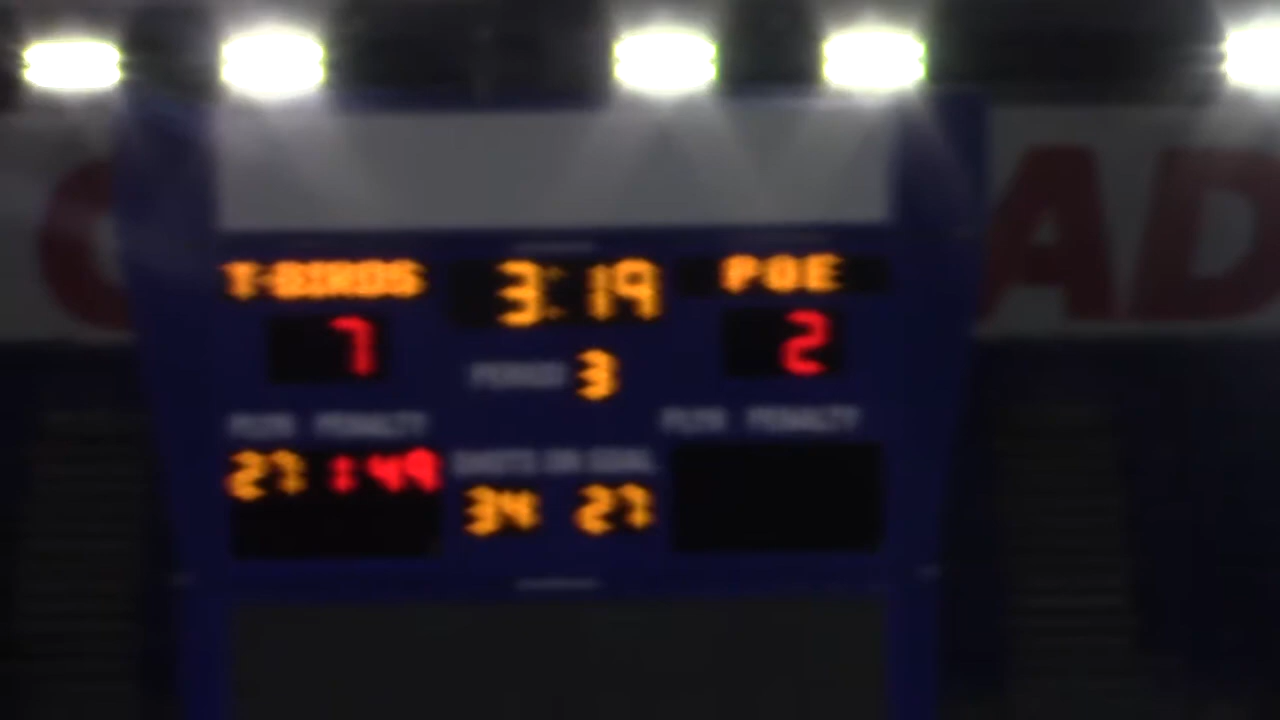 T-BIRDS 3:19 POE
7 2
PERIOD 3
PLYR PENALTY PLYR PENALTY
27 1:49 SHOTS ON GOAL
34 27